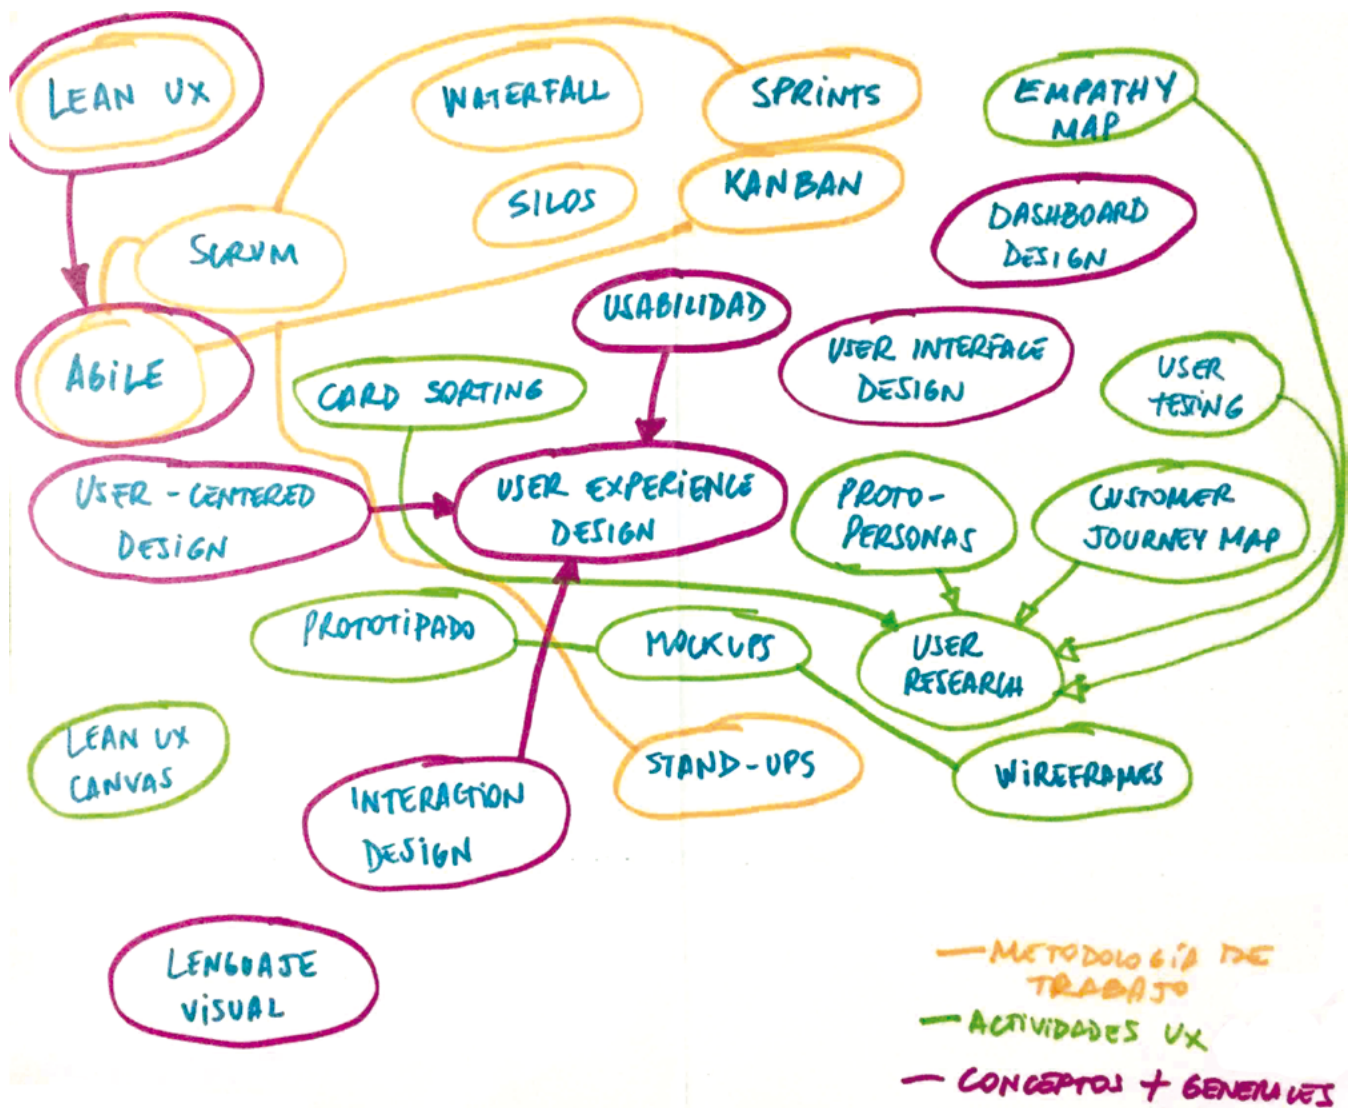 LEAN UX
WATERFALL
SPRINTS
EMPATHY
MAP
SILOS
KANBAN
DASHBOARD
DESIGN
SCRUM
USABILIDAD
AGILE
CARD SORTING
USER INTERFACE
DESIGN
USER
TESTING
USER-CENTERED
DESIGN
USER EXPERIENCE
DESIGN
PROTO-
PERSONAS
CUSTOMER
JOURNEY MAP
PROTOTIPADO
MOCKUPS
USER
RESEARCH
LEAN UX
CANVAS
INTERACTION
DESIGN
STAND-UPS
WIREFRAMES
LENGUAJE
VISUAL
— METODOLOGÍA DE
TRABAJO
— ACTIVIDADES UX
— CONCEPTOS + GENERALES